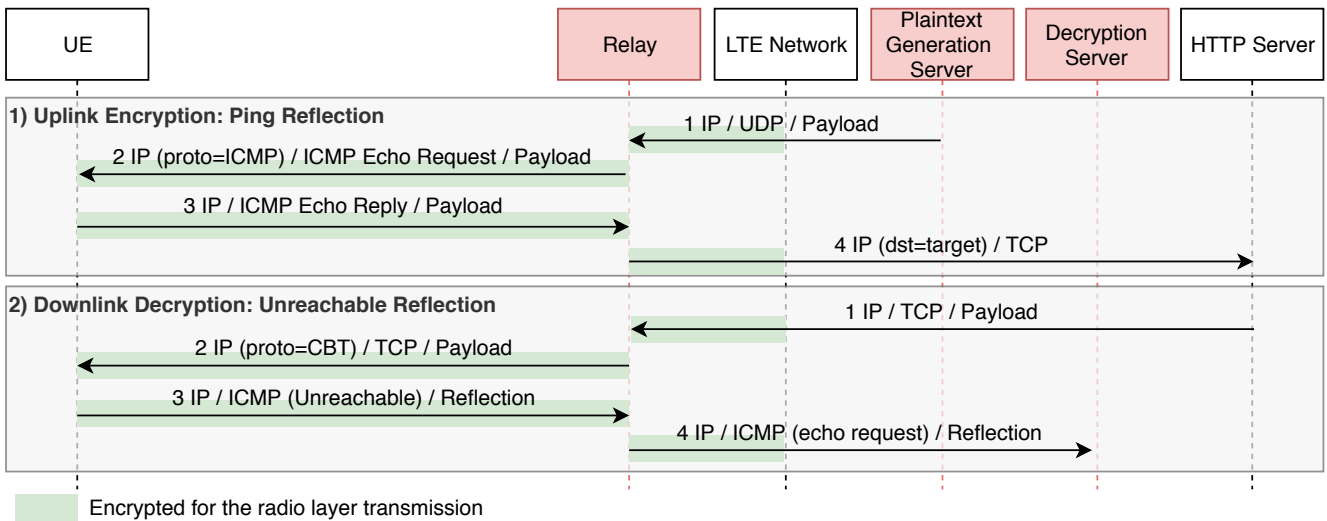 UE
Relay
LTE Network
Plaintext
Generation
Server
Decryption
Server
HTTP Server
1) Uplink Encryption: Ping Reflection
1 IP / UDP / Payload
2 IP (proto=ICMP) / ICMP Echo Request / Payload
3 IP / ICMP Echo Reply / Payload
4 IP (dst=target) / TCP
2) Downlink Decryption: Unreachable Reflection
1 IP / TCP / Payload
2 IP (proto=CBT) / TCP / Payload
3 IP / ICMP (Unreachable) / Reflection
4 IP / ICMP (echo request) / Reflection
Encrypted for the radio layer transmission